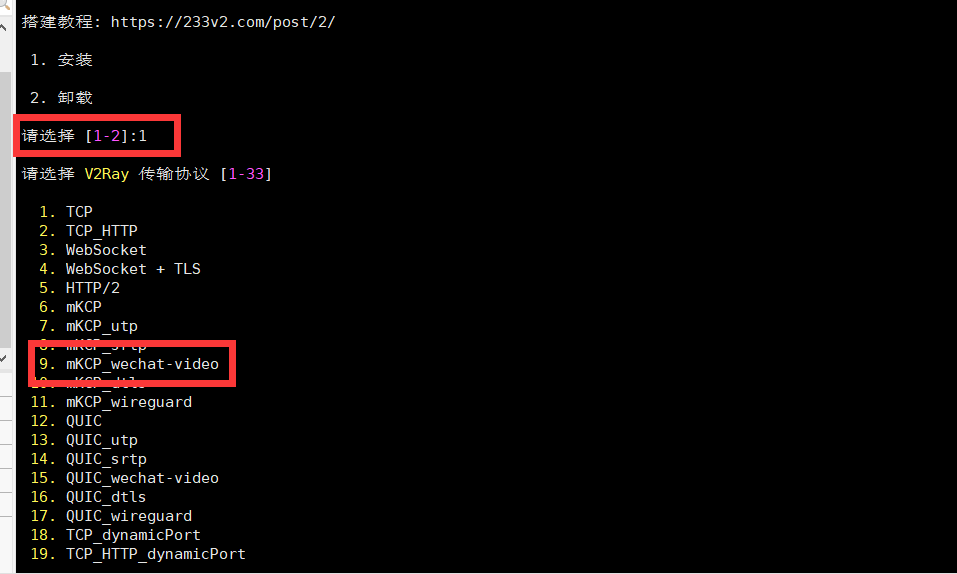 搭建教程: https://233v2.com/post/2/
1. 安装
2. 卸载
请选择 [1-2]:1
请选择 V2Ray 传输协议 [1-33]
1. TCP
2. TCP_HTTP
3. WebSocket
4. WebSocket + TLS
5. HTTP/2
6. mKCP
7. mKCP_utp
8. mKCP_srtp
9. mKCP_wechat-video
10. mKCP_dtls
11. mKCP_wireguard
12. QUIC
13. QUIC_utp
14. QUIC_srtp
15. QUIC_wechat-video
16. QUIC_dtls
17. QUIC_wireguard
18. TCP_dynamicPort
19. TCP_HTTP_dynamicPort